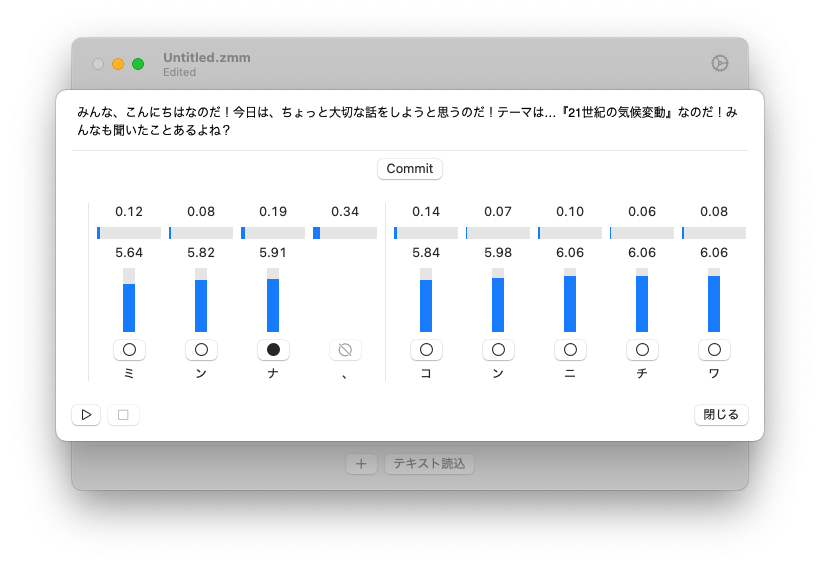 Untitled.zmm
Edited
みんな、こんにちはなのだ！今日は、ちょっと大切な話をしようと思うのだ！テーマは…『21世紀の気候変動』なのだ！み
んなも聞いたことあるよね？
Commit
0.12 0.08 0.19 0.34 0.14 0.07 0.10 0.06 0.08
5.64 5.82 5.91 5.84 5.98 6.06 6.06 6.06
ミ ン ナ 、 コ ン ニ チ ワ
閉じる
テキスト読込